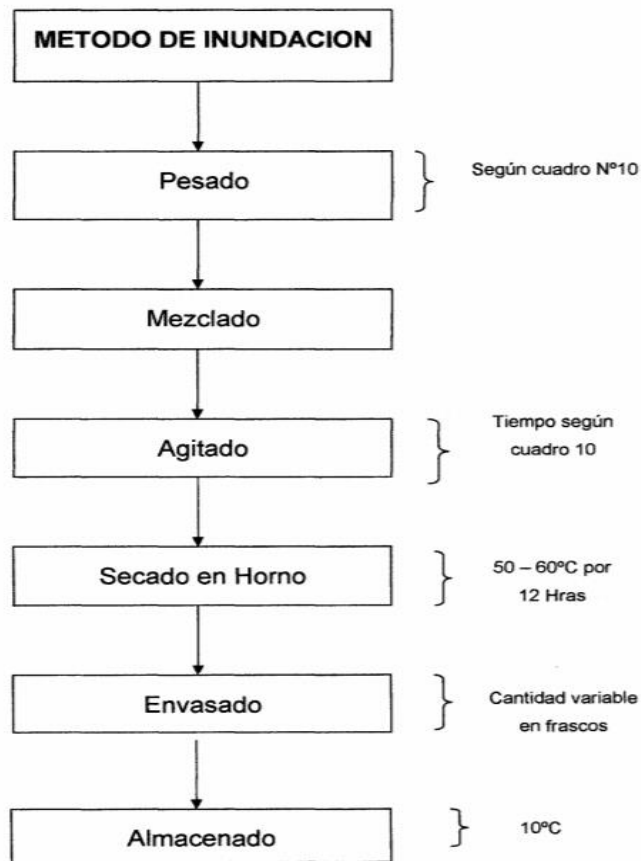 METODO DE INUNDACION
Pesado
Según cuadro Nº10
Mezclado
Agitado
Tiempo según
cuadro 10
Secado en Horno
50 – 60ºC por
12 Hras
Envasado
Cantidad variable
en frascos
Almacenado
10ºC